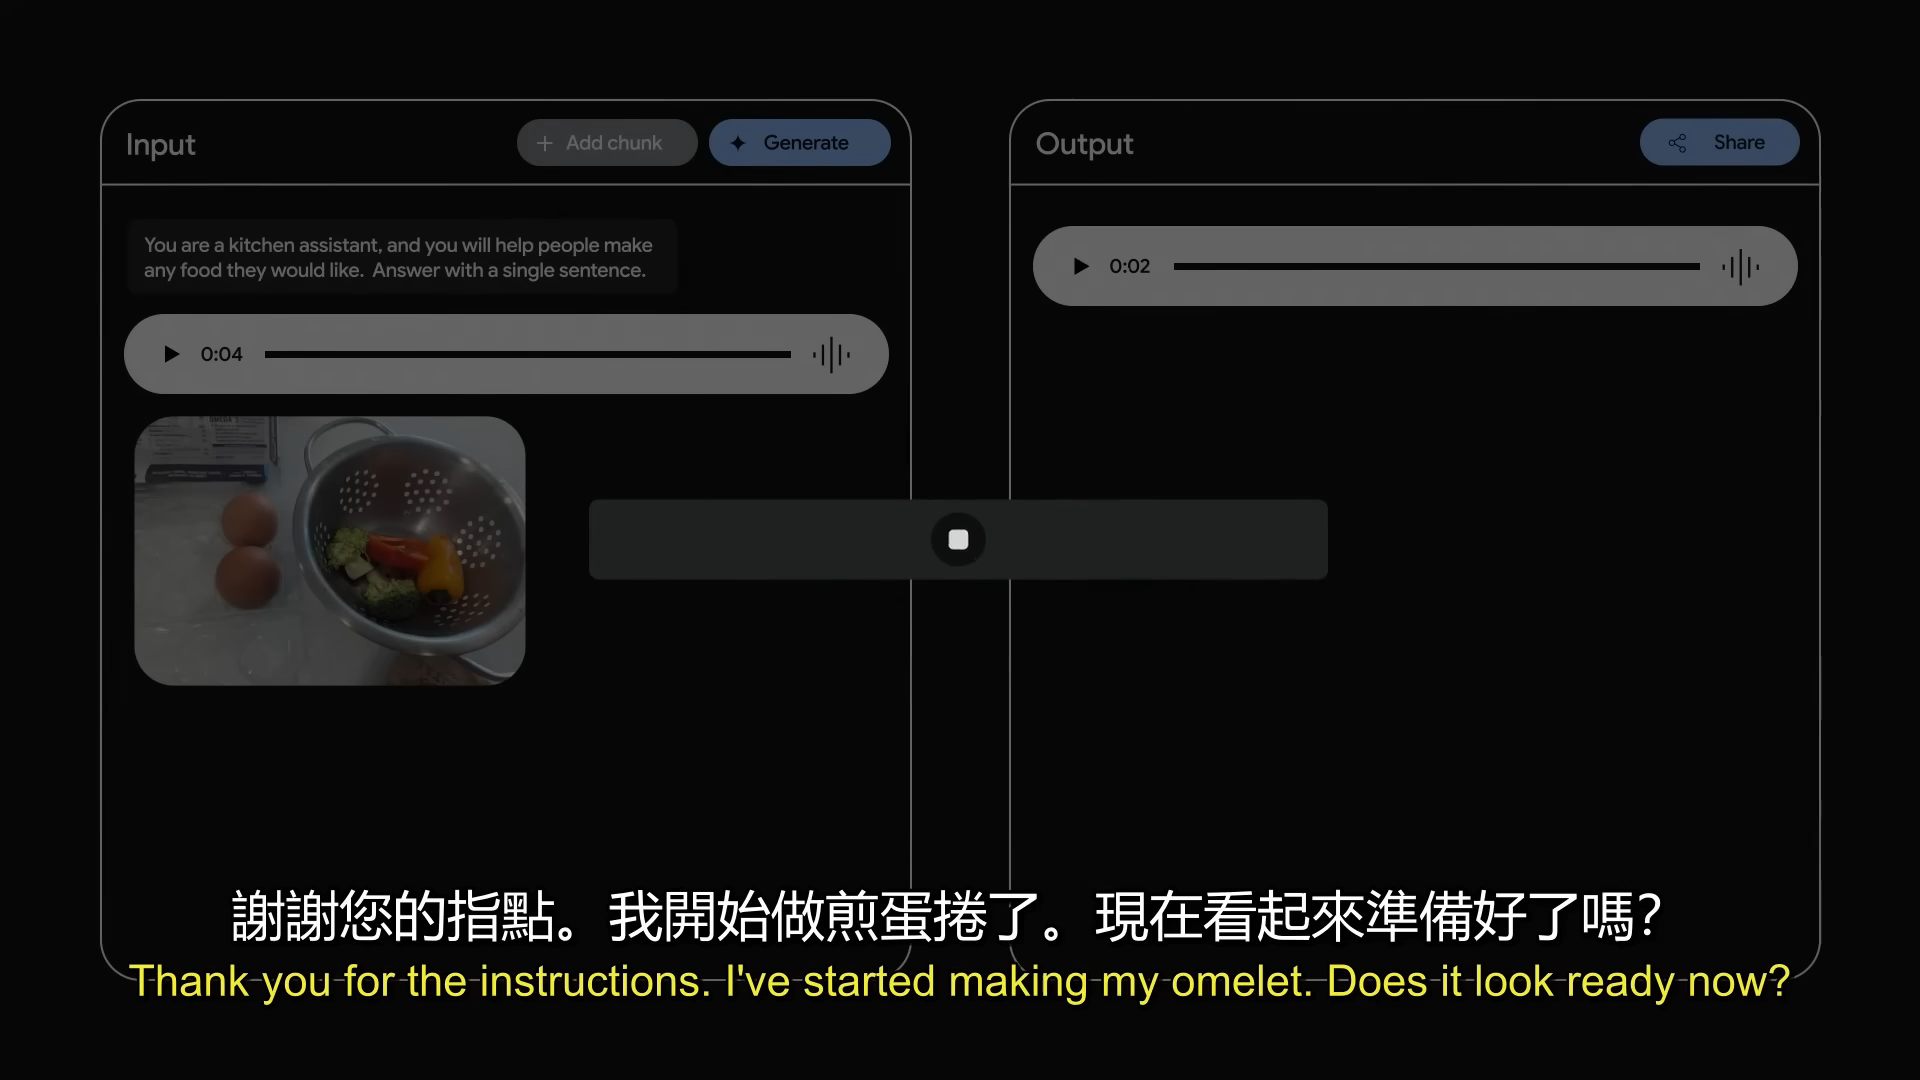 Input
+ Add chunk
Generate
Output
Share
You are a kitchen assistant, and you will help people make
any food they would like. Answer with a single sentence.
0:04
0:02
謝謝您的指點。我開始做煎蛋捲了。現在看起來準備好了嗎？
Thank you for the instructions. I've started making my omelet. Does it look ready now?